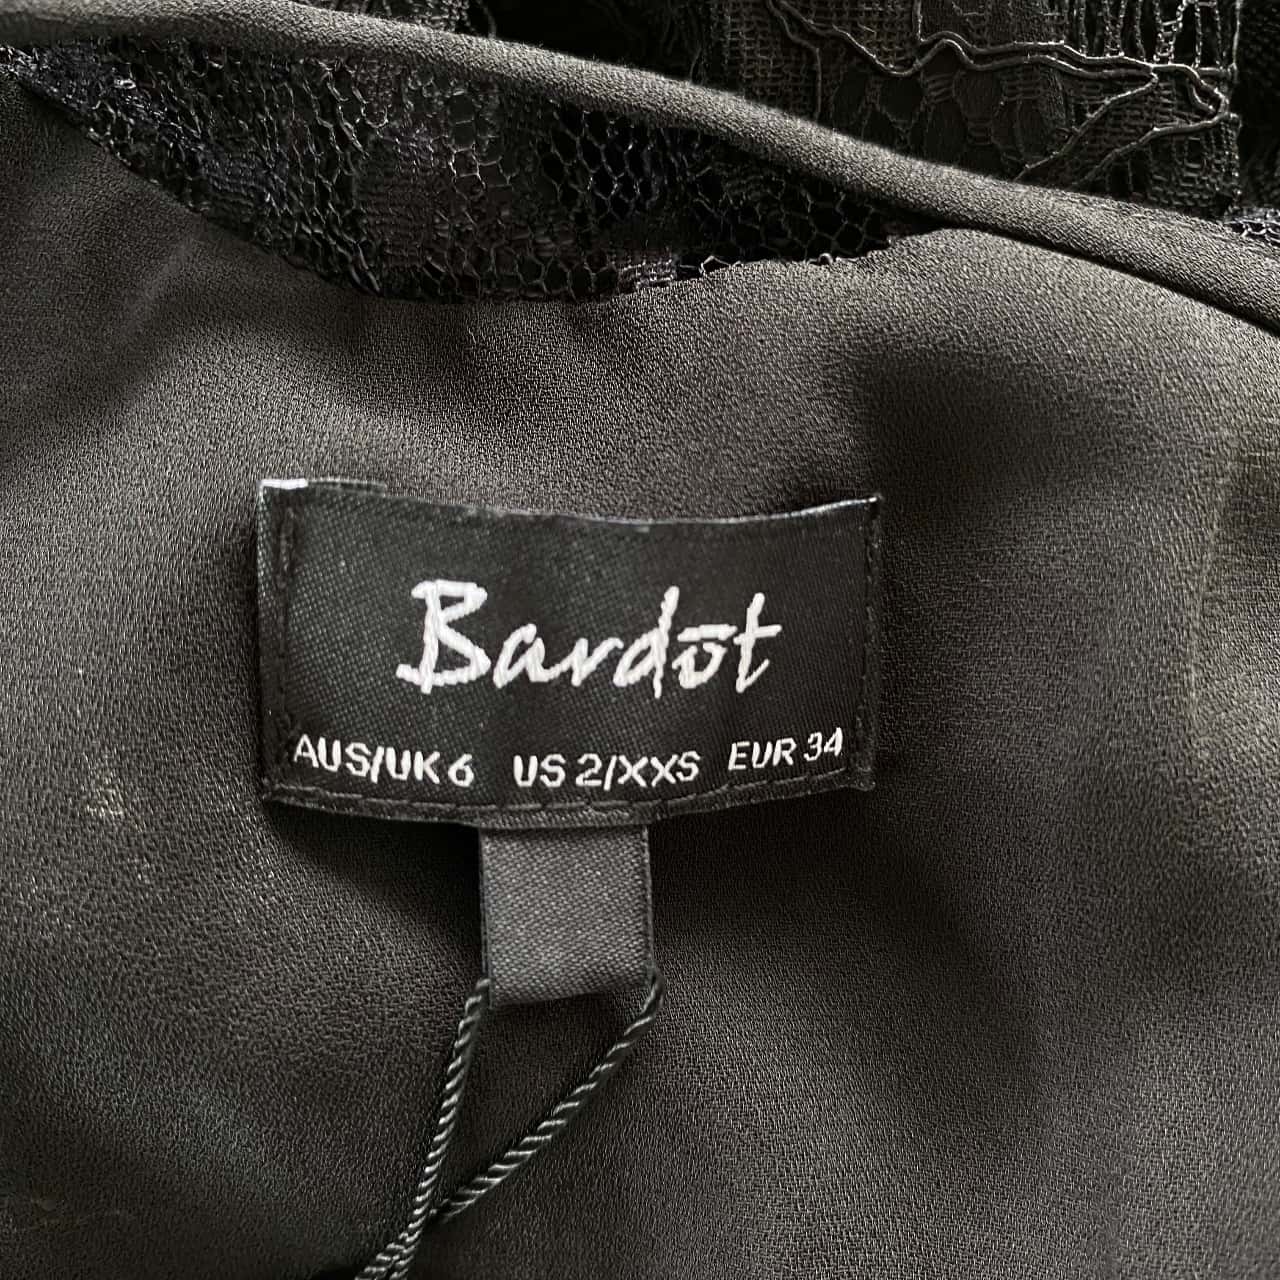 Bardōt
AUS/UK 6 US 2/XXS EUR 34